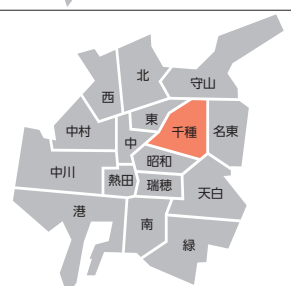 北
守山
西
東
千種
名東
中村
中
昭和
中川
熱田
瑞穂
天白
港
南
緑